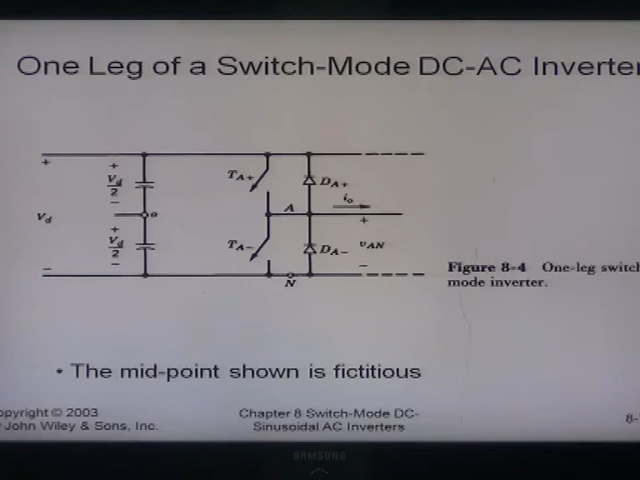 One Leg of a Switch-Mode DC-AC Inverter
+
+
Vd
2
−
TA+
DA+
io
Vd
o
A
+
+
Vd
2
−
TA−
DA−
vAN
−
−
N
Figure 8-4 One-leg switch
mode inverter.
• The mid-point shown is fictitious
opyright © 2003
John Wiley & Sons, Inc.
Chapter 8 Switch-Mode DC-
Sinusoidal AC Inverters
8-
SAMSUNG